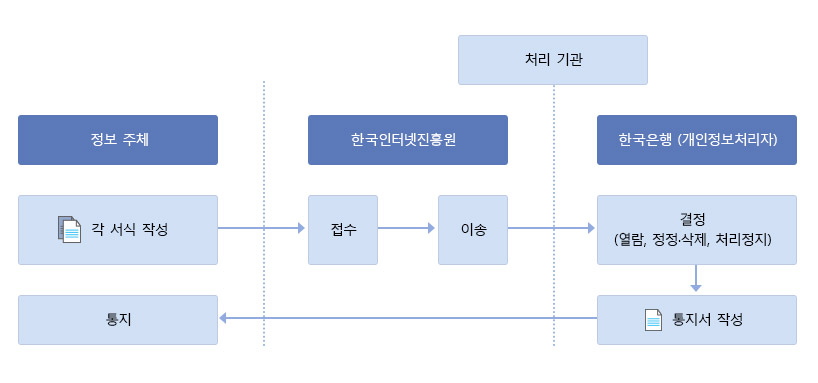 처리 기관
정보 주체
한국인터넷진흥원
한국은행 (개인정보처리자)
각 서식 작성
접수
이송
결정
(열람, 정정·삭제, 처리정지)
통지
통지서 작성